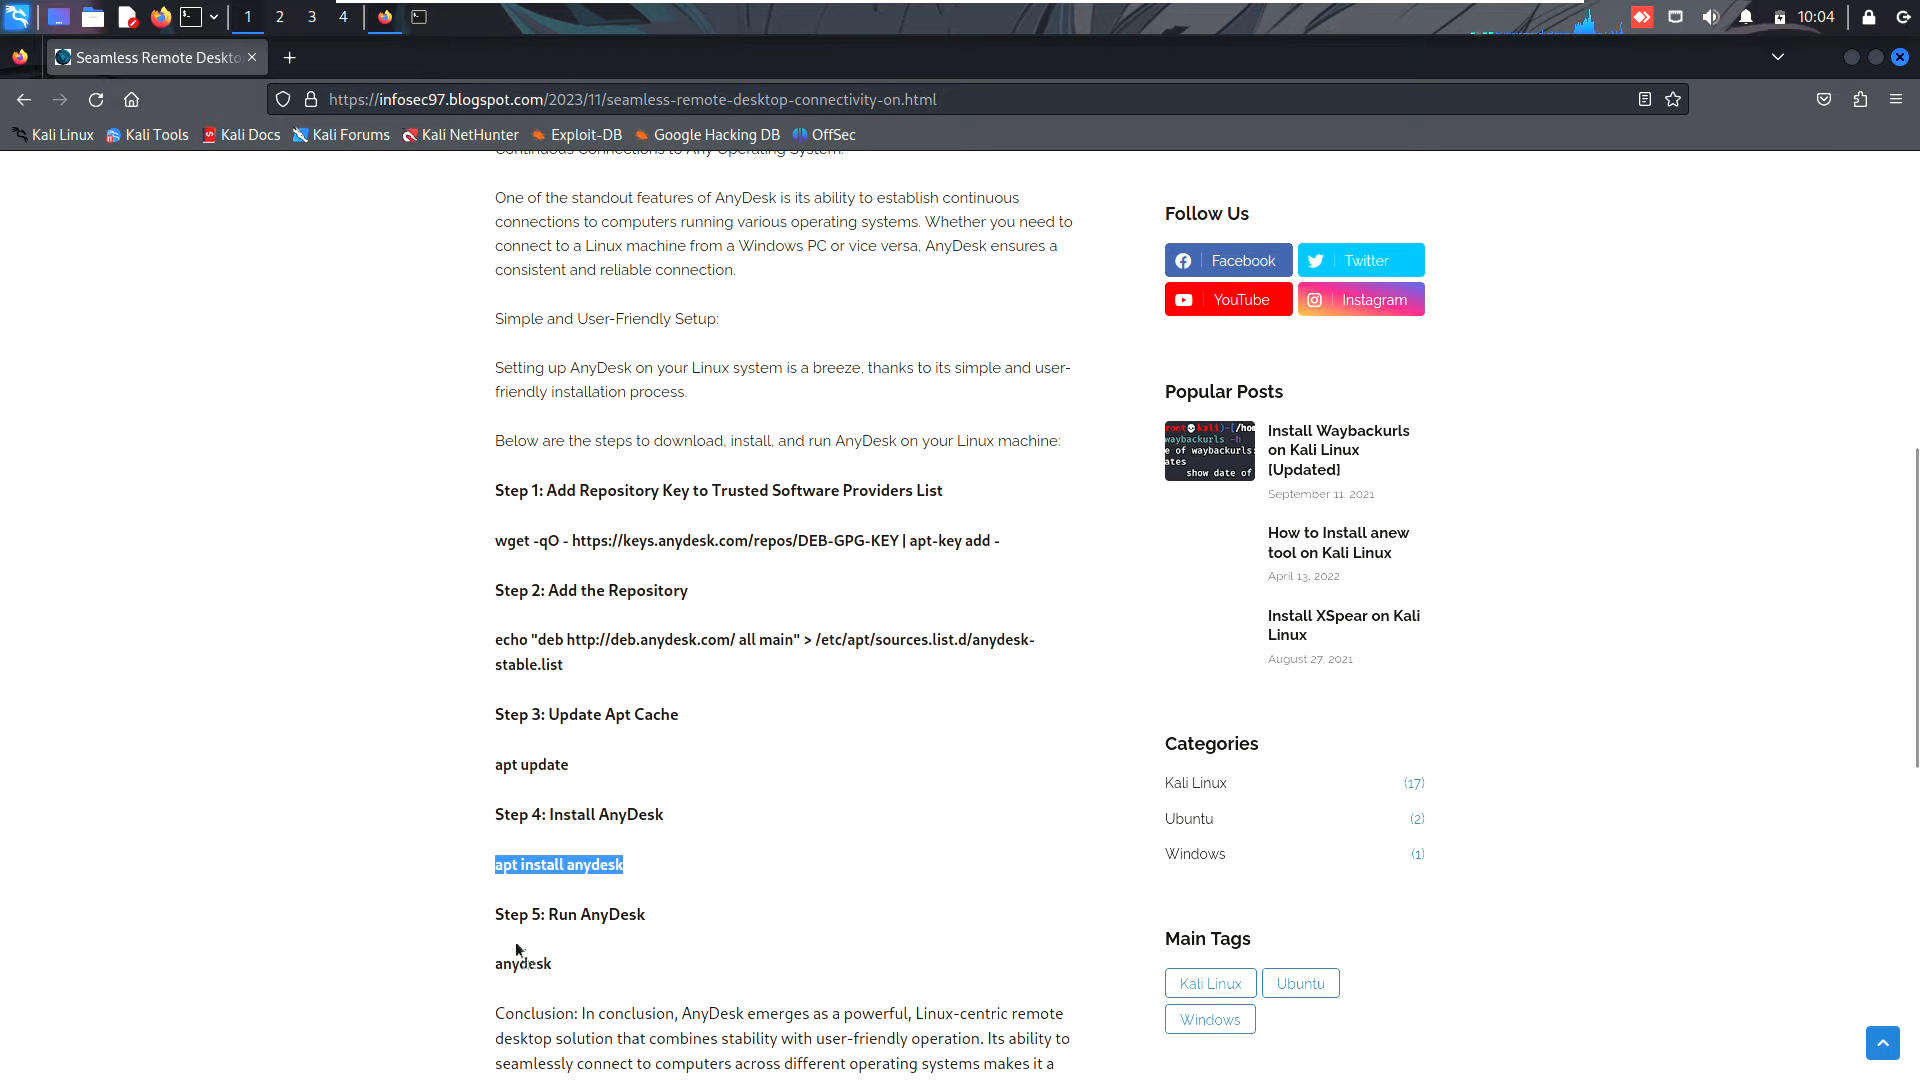 1 2 3 4 10:04
Seamless Remote Deskto
https://infosec97.blogspot.com/2023/11/seamless-remote-desktop-connectivity-on.html
Kali Linux Kali Tools Kali Docs Kali Forums Kali NetHunter Exploit-DB Google Hacking DB OffSec
Continuous Connections to Any Operating System:
One of the standout features of AnyDesk is its ability to establish continuous
connections to computers running various operating systems. Whether you need to
connect to a Linux machine from a Windows PC or vice versa, AnyDesk ensures a
consistent and reliable connection.
Simple and User-Friendly Setup:
Setting up AnyDesk on your Linux system is a breeze, thanks to its simple and user-
friendly installation process.
Below are the steps to download, install, and run AnyDesk on your Linux machine:
Step 1: Add Repository Key to Trusted Software Providers List
wget -qO - https://keys.anydesk.com/repos/DEB-GPG-KEY | apt-key add -
Step 2: Add the Repository
echo "deb http://deb.anydesk.com/ all main" > /etc/apt/sources.list.d/anydesk-
stable.list
Step 3: Update Apt Cache
apt update
Step 4: Install AnyDesk
apt install anydesk
Step 5: Run AnyDesk
anydesk
Conclusion: In conclusion, AnyDesk emerges as a powerful, Linux-centric remote
desktop solution that combines stability with user-friendly operation. Its ability to
seamlessly connect to computers across different operating systems makes it a
Follow Us
Facebook Twitter
YouTube Instagram
Popular Posts
Install Waybackurls
on Kali Linux
[Updated]
September 11, 2021
How to Install anew
tool on Kali Linux
April 13, 2022
Install XSpear on Kali
Linux
August 27, 2021
Categories
Kali Linux (17)
Ubuntu (2)
Windows (1)
Main Tags
Kali Linux Ubuntu
Windows